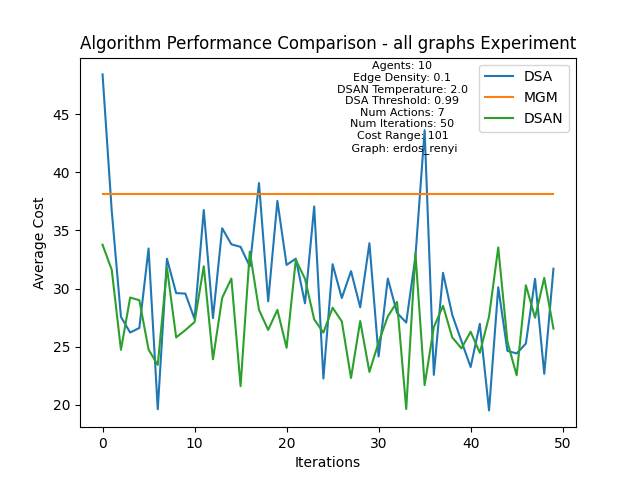 Algorithm Performance Comparison - all graphs Experiment
Agents: 10
Edge Density: 0.1
DSAN Temperature: 2.0
DSA Threshold: 0.99
Num Actions: 7
Num Iterations: 50
Cost Range: 101
Graph: erdos_renyi
DSA
MGM
DSAN
Average Cost
45
40
35
30
25
20
0
10
20
30
40
50
Iterations